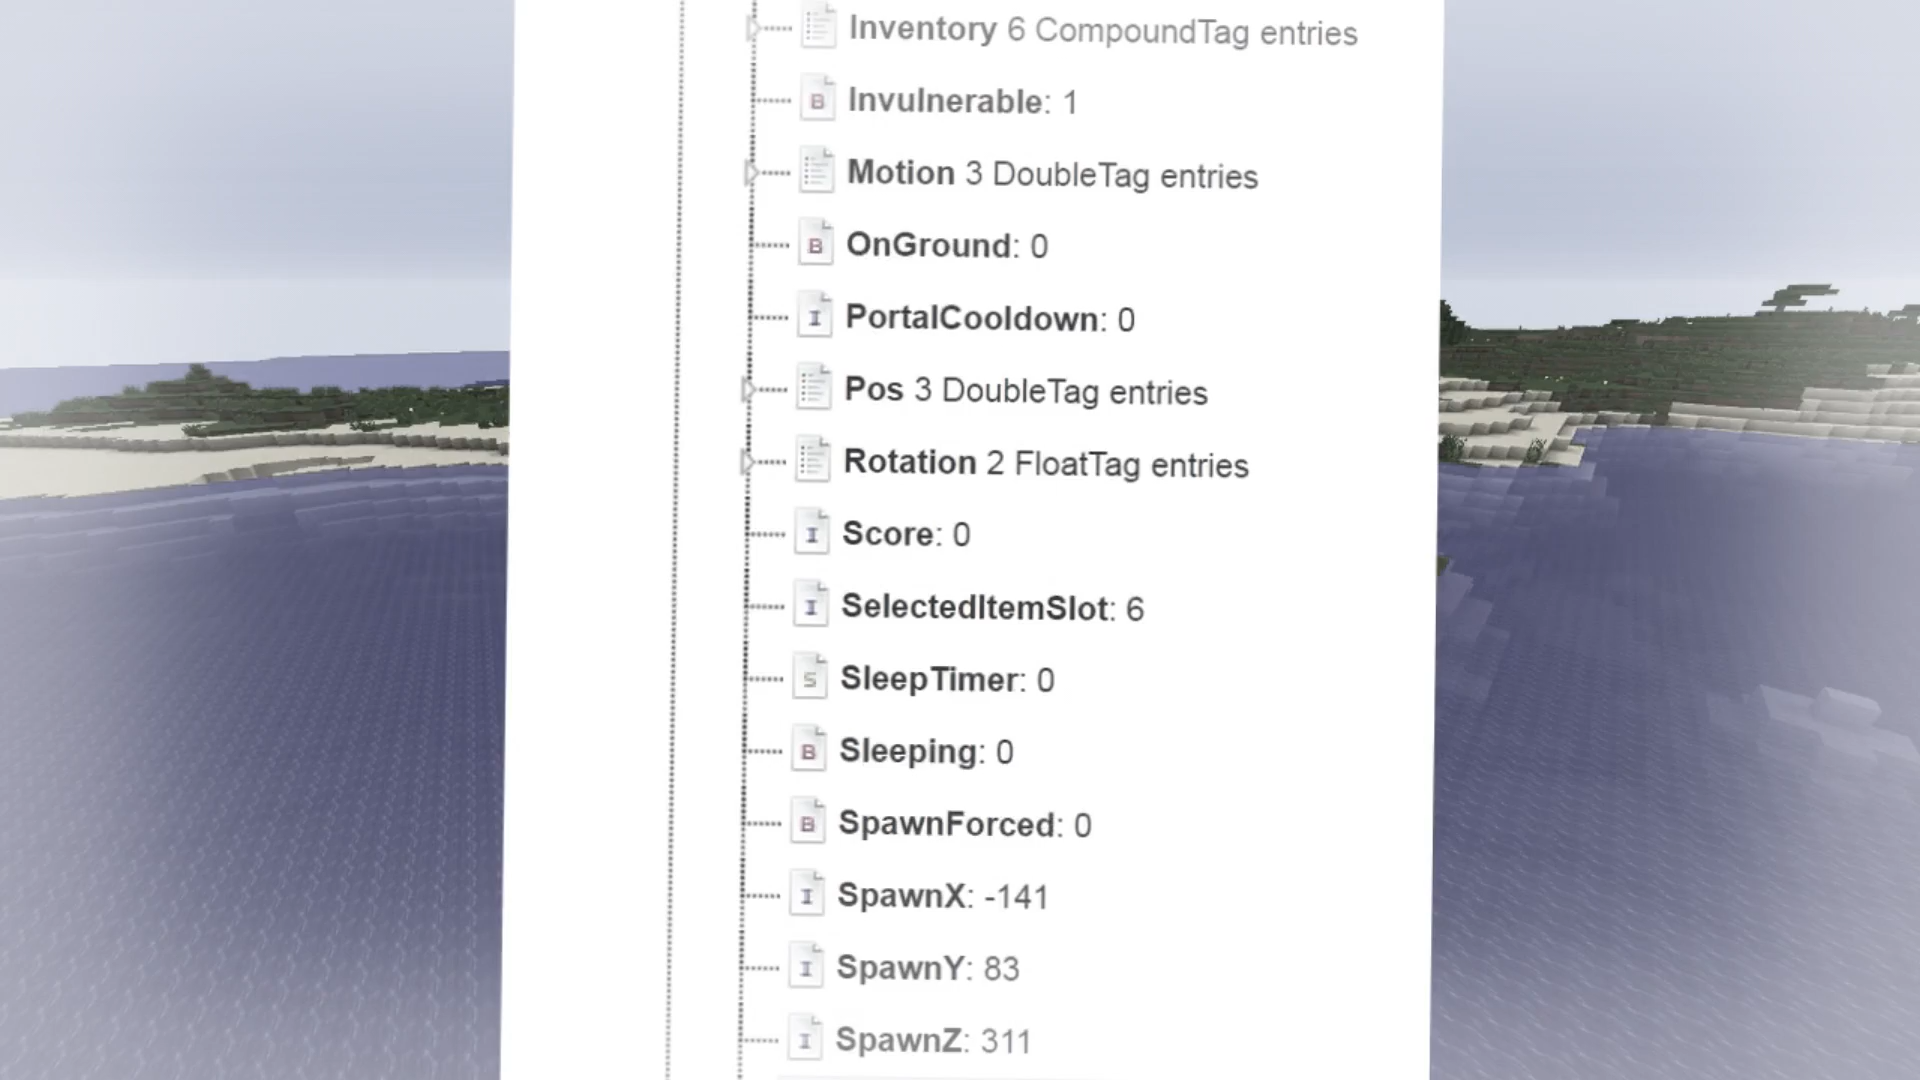 Inventory 6 CompoundTag entries
B Invulnerable: 1
Motion 3 DoubleTag entries
B OnGround: 0
I PortalCooldown: 0
Pos 3 DoubleTag entries
Rotation 2 FloatTag entries
I Score: 0
I SelectedItemSlot: 6
S SleepTimer: 0
B Sleeping: 0
B SpawnForced: 0
I SpawnX: -141
I SpawnY: 83
I SpawnZ: 311